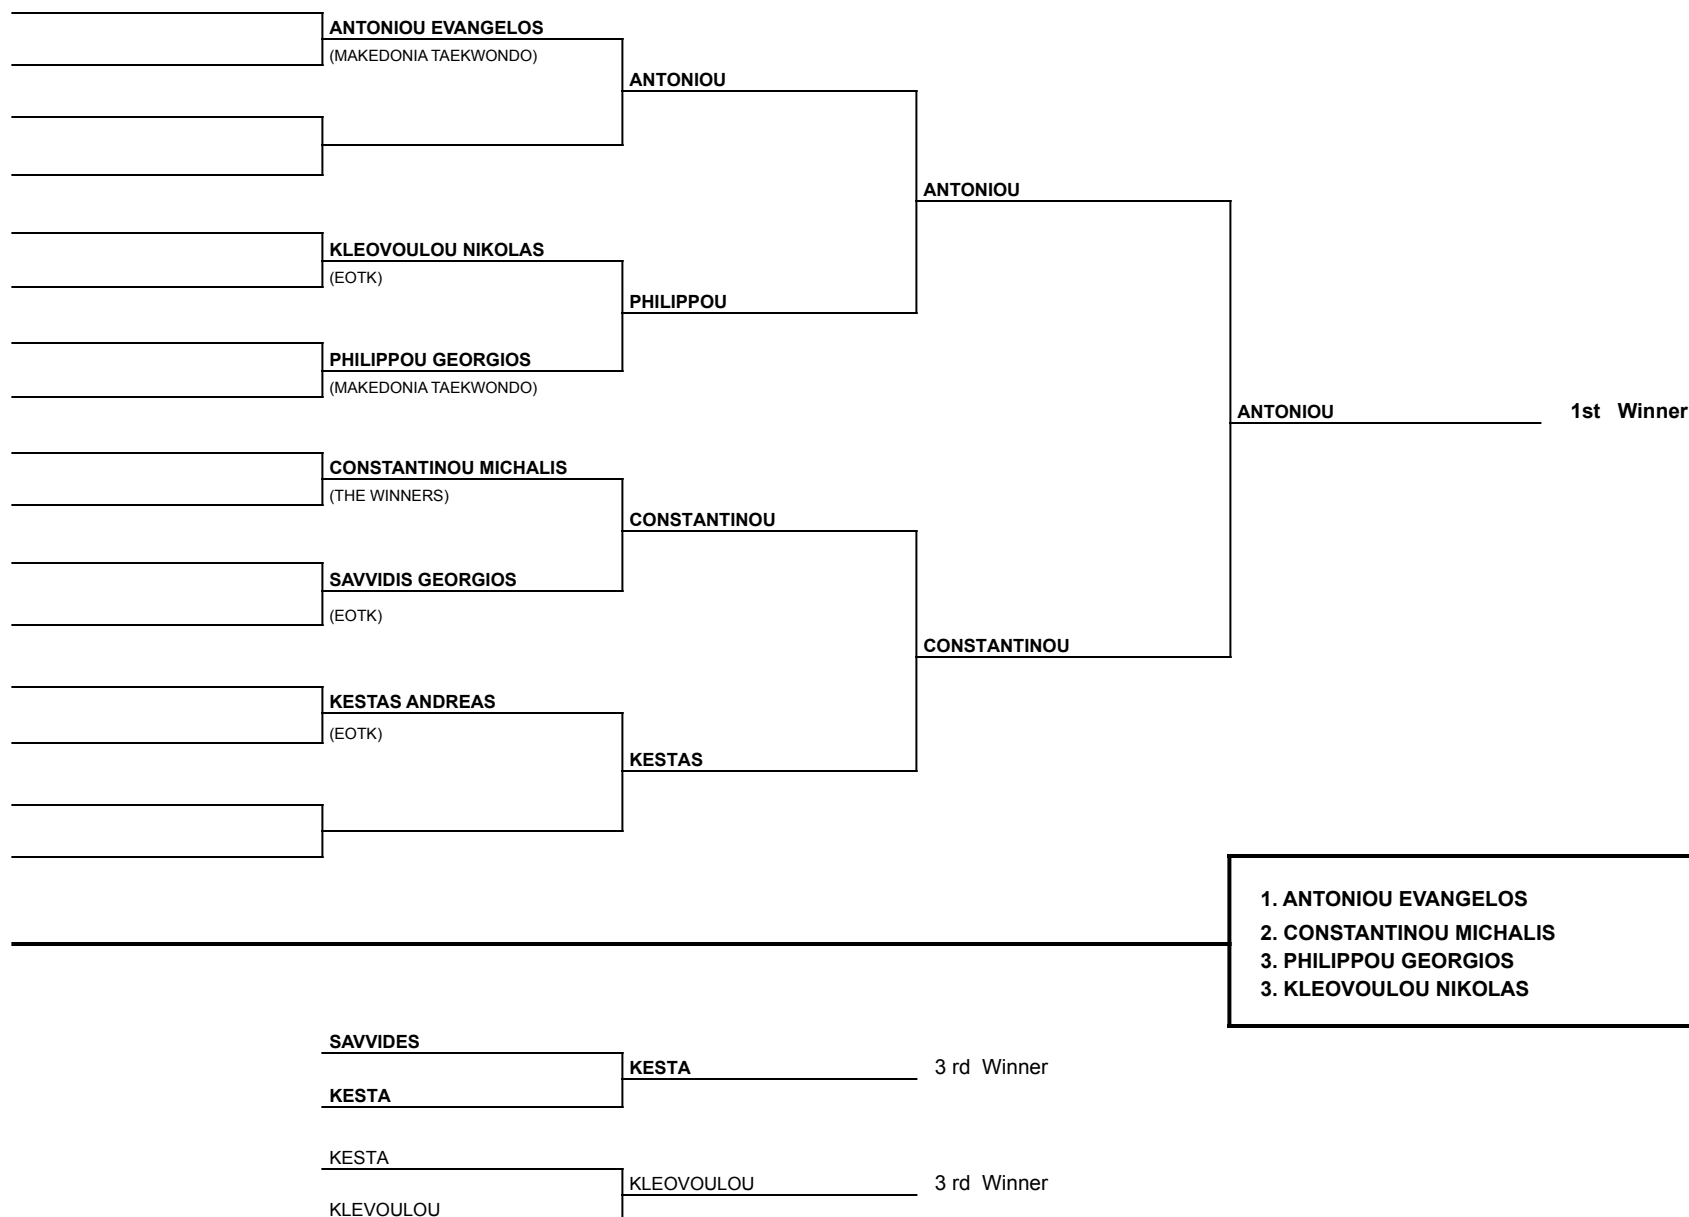 ANTONIOU EVANGELOS
(MAKEDONIA TAEKWONDO)
ANTONIOU
ANTONIOU
KLEOVOULOU NIKOLAS
(EOTK)
PHILIPPOU
PHILIPPOU GEORGIOS
(MAKEDONIA TAEKWONDO)
ANTONIOU 1st Winner
CONSTANTINOU MICHALIS
(THE WINNERS)
CONSTANTINOU
SAVVIDIS GEORGIOS
(EOTK)
CONSTANTINOU
KESTAS ANDREAS
(EOTK)
KESTAS
1. ANTONIOU EVANGELOS
2. CONSTANTINOU MICHALIS
3. PHILIPPOU GEORGIOS
3. KLEOVOULOU NIKOLAS
SAVVIDES
KESTA 3 rd Winner
KESTA
KESTA
KLEOVOULOU 3 rd Winner
KLEVOULOU